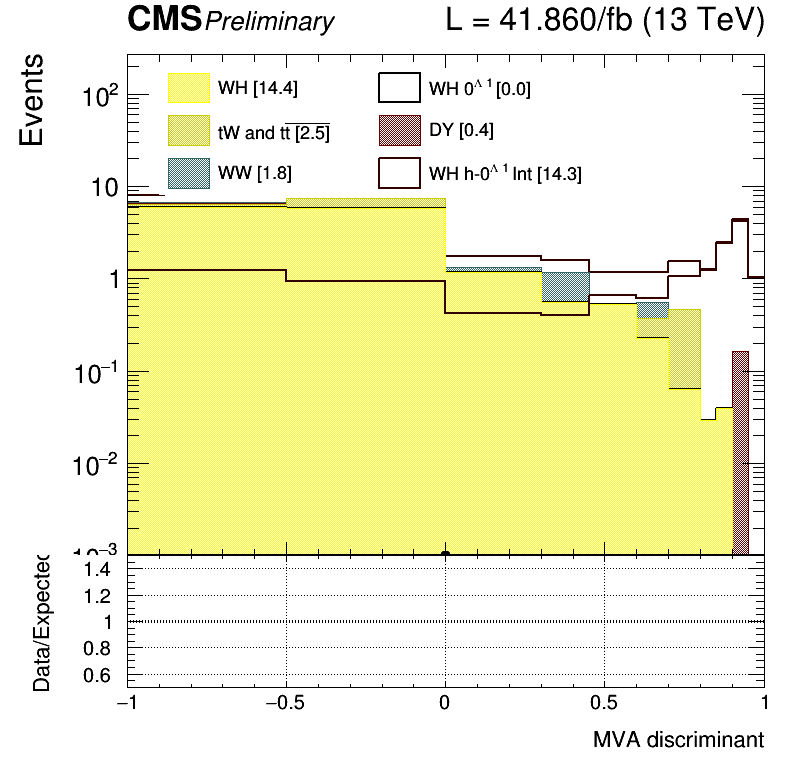 CMS Preliminary L = 41.860/fb (13 TeV)
Events
WH [14.4] WH 0^Λ1 [0.0]
tW and tt̅ [2.5] DY [0.4]
WW [1.8] WH h-0^Λ1 Int [14.3]
10²
10
1
10⁻¹
10⁻²
10⁻³
Data/Expected
1.4
1.2
1
0.8
0.6
−1 −0.5 0 0.5 1
MVA discriminant